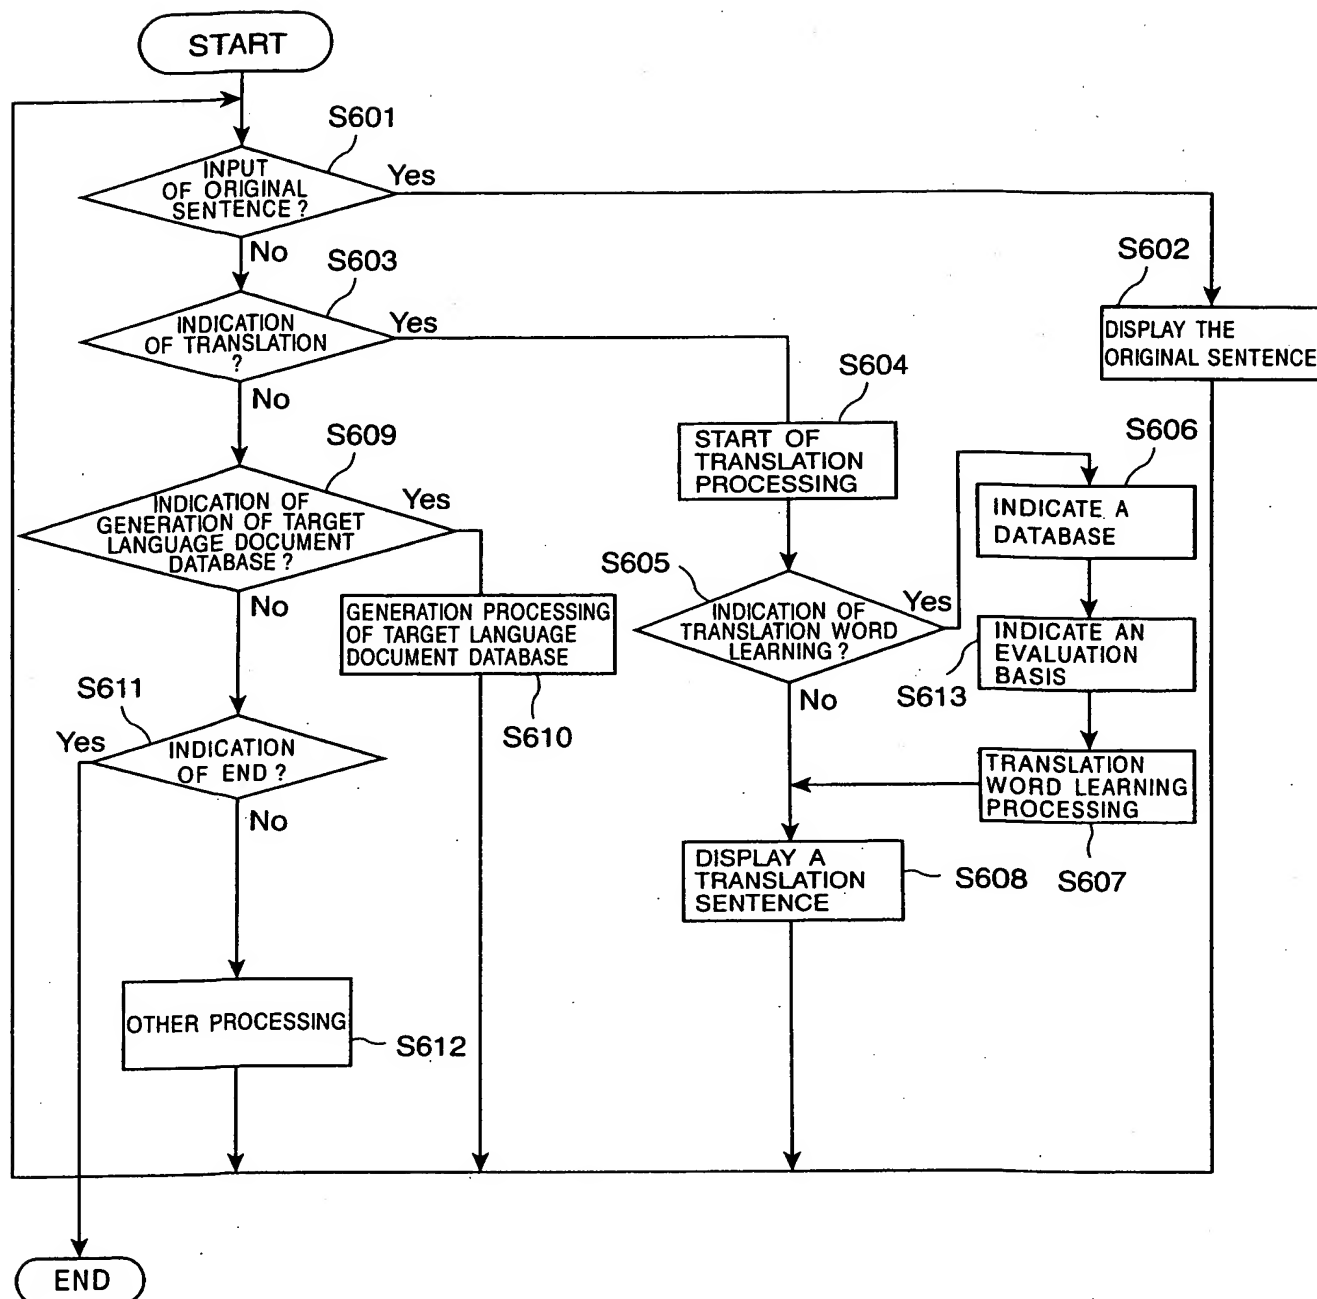 START
S601
INPUT
OF ORIGINAL
SENTENCE?
Yes
No
S602
DISPLAY THE
ORIGINAL SENTENCE
S603
INDICATION
OF TRANSLATION
?
Yes
No
S604
START OF
TRANSLATION
PROCESSING
S605
INDICATION OF
TRANSLATION WORD
LEARNING?
Yes
No
S606
INDICATE A
DATABASE
INDICATE AN
EVALUATION
BASIS
S613
TRANSLATION
WORD LEARNING
PROCESSING
S607
DISPLAY A
TRANSLATION
SENTENCE
S608
S609
INDICATION OF
GENERATION OF TARGET
LANGUAGE DOCUMENT
DATABASE?
Yes
No
GENERATION PROCESSING
OF TARGET LANGUAGE
DOCUMENT DATABASE
S610
S611
Yes
INDICATION
OF END?
No
OTHER PROCESSING
S612
END